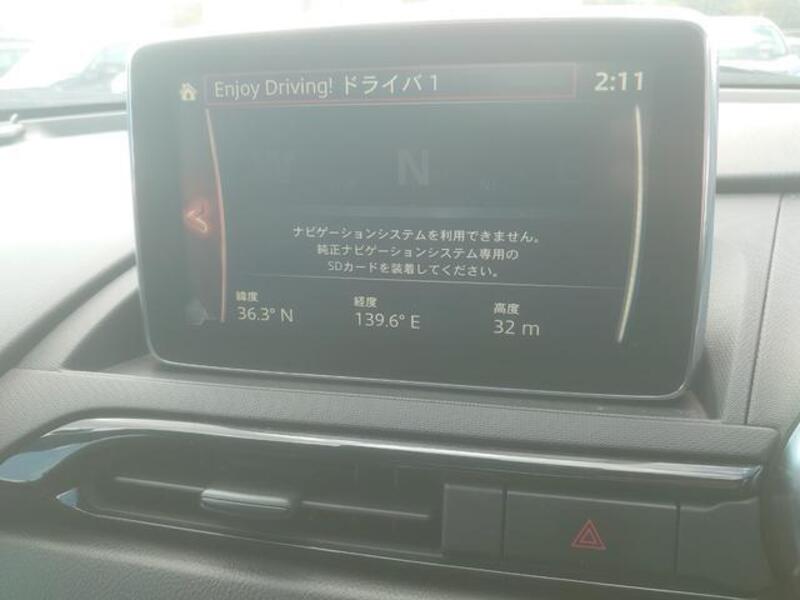 Enjoy Driving! ドライバ 1
2:11
N
ナビゲーションシステムを利用できません。
純正ナビゲーションシステム専用の
SDカードを装着してください。
緯度 経度 高度
36.3° N 139.6° E 32 m